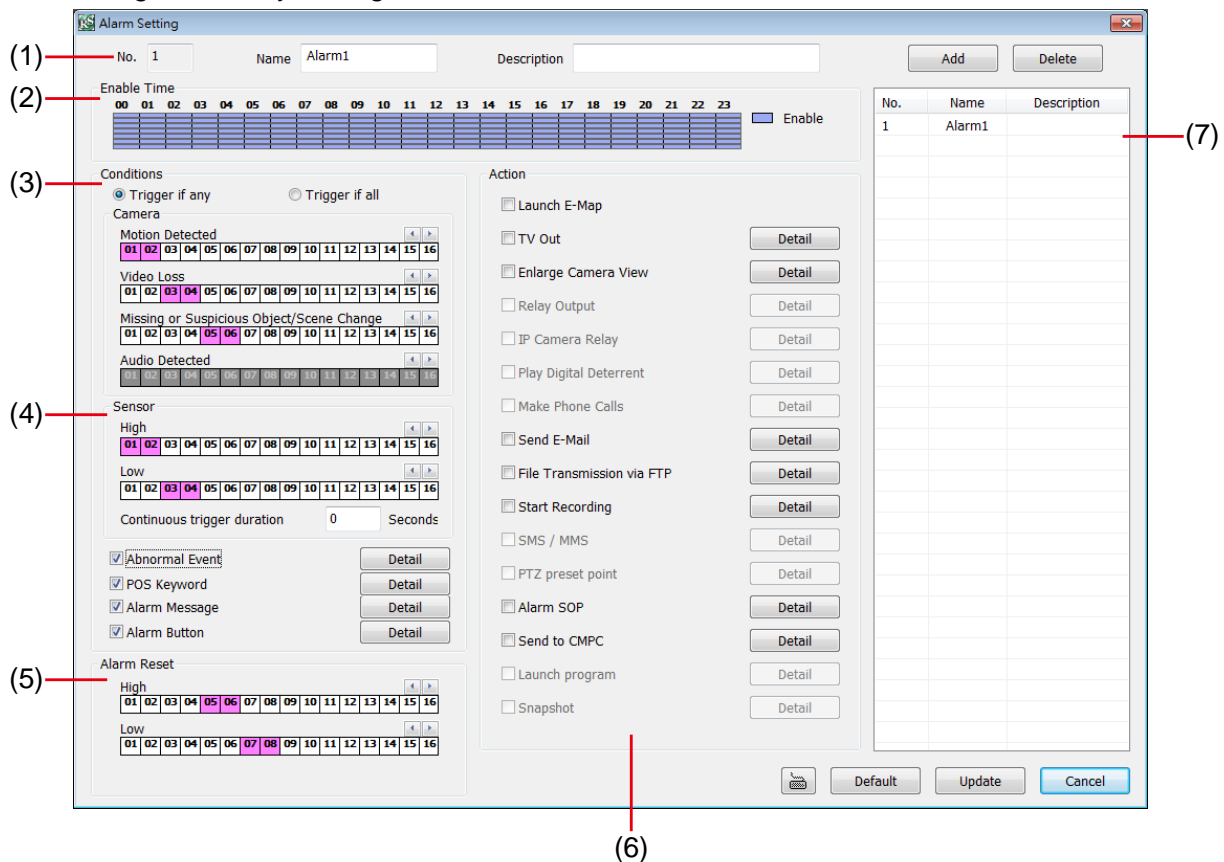 Alarm Setting
(1)
No. 1 Name Alarm1 Description Add Delete
(2)
Enable Time
00 01 02 03 04 05 06 07 08 09 10 11 12 13 14 15 16 17 18 19 20 21 22 23
Enable
No. Name Description
1 Alarm1
(7)
(3)
Conditions
Trigger if any Trigger if all
Camera
Motion Detected
01 02 03 04 05 06 07 08 09 10 11 12 13 14 15 16
Video Loss
01 02 03 04 05 06 07 08 09 10 11 12 13 14 15 16
Missing or Suspicious Object/Scene Change
01 02 03 04 05 06 07 08 09 10 11 12 13 14 15 16
Audio Detected
01 02 03 04 05 06 07 08 09 10 11 12 13 14 15 16
(4)
Sensor
High
01 02 03 04 05 06 07 08 09 10 11 12 13 14 15 16
Low
01 02 03 04 05 06 07 08 09 10 11 12 13 14 15 16
Continuous trigger duration 0 Seconds
Abnormal Event Detail
POS Keyword Detail
Alarm Message Detail
Alarm Button Detail
(5)
Alarm Reset
High
01 02 03 04 05 06 07 08 09 10 11 12 13 14 15 16
Low
01 02 03 04 05 06 07 08 09 10 11 12 13 14 15 16
Action
Launch E-Map
TV Out Detail
Enlarge Camera View Detail
Relay Output Detail
IP Camera Relay Detail
Play Digital Deterrent Detail
Make Phone Calls Detail
Send E-Mail Detail
File Transmission via FTP Detail
Start Recording Detail
SMS / MMS Detail
PTZ preset point Detail
Alarm SOP Detail
Send to CMPC Detail
Launch program Detail
Snapshot Detail
Default Update Cancel
(6)